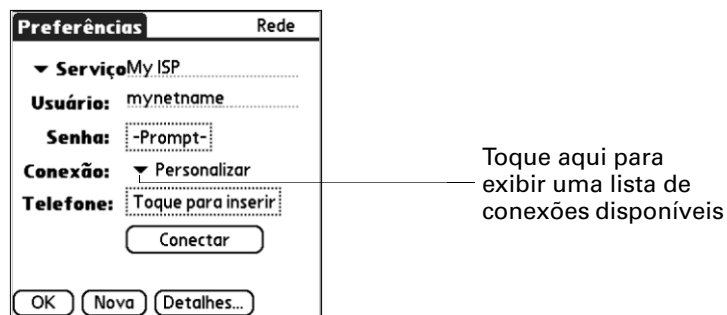 Preferências Rede
Serviço My ISP
Usuário: mynetname
Senha: -Prompt-
Conexão: Personalizar
Telefone: Toque para inserir
Conectar
OK Nova Detalhes...
Toque aqui para
exibir uma lista de
conexões disponíveis